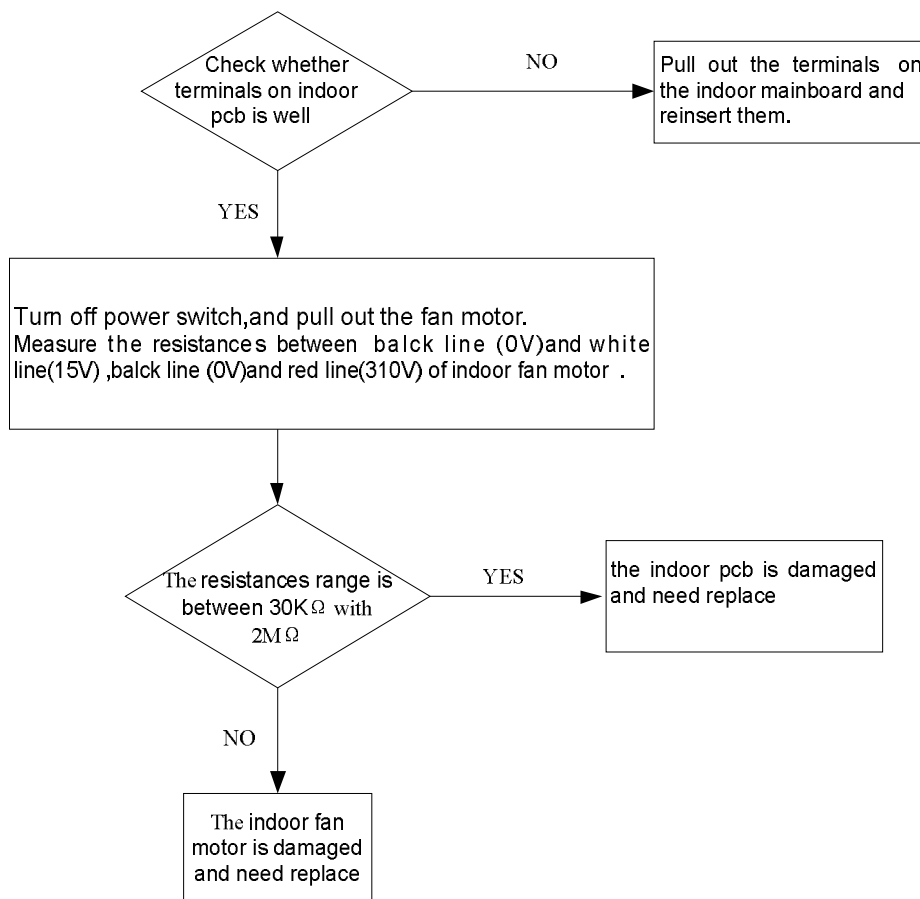 Check whether
terminals on indoor
pcb is well
NO
Pull out the terminals on
the indoor mainboard and
reinsert them.
YES
Turn off power switch,and pull out the fan motor.
Measure the resistances between balck line (0V)and white
line(15V) ,balck line (0V)and red line(310V) of indoor fan motor .
The resistances range is
between 30KΩ with
2MΩ
YES
the indoor pcb is damaged
and need replace
NO
The indoor fan
motor is damaged
and need replace